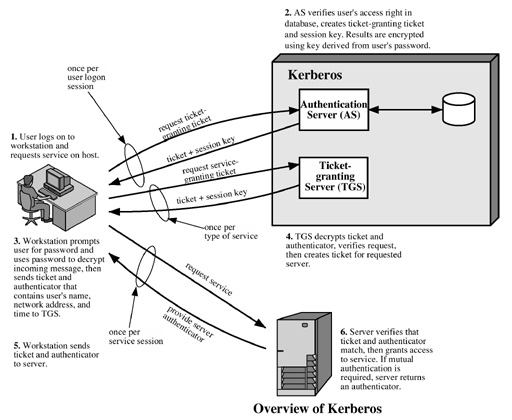 2. AS verifies user's access right in
database, creates ticket-granting ticket
and session key. Results are encrypted
using key derived from user's password.
once per
user logon
session
Kerberos
request ticket-
granting ticket
Authentication
Server (AS)
1. User logs on to
workstation and
requests service on host.
ticket + session key
request service-
granting ticket
Ticket-
granting
Server (TGS)
ticket + session key
3. Workstation prompts
user for password and
uses password to decrypt
incoming message, then
sends ticket and
authenticator that
contains user's name,
network address, and
time to TGS.
once per
type of service
4. TGS decrypts ticket and
authenticator, verifies request,
then creates ticket for requested
server.
request service
provide server
authenticator
once per
service session
5. Workstation sends
ticket and authenticator
to server.
6. Server verifies that
ticket and authenticator
match, then grants access
to service. If mutual
authentication is
required, server returns
an authenticator.
Overview of Kerberos